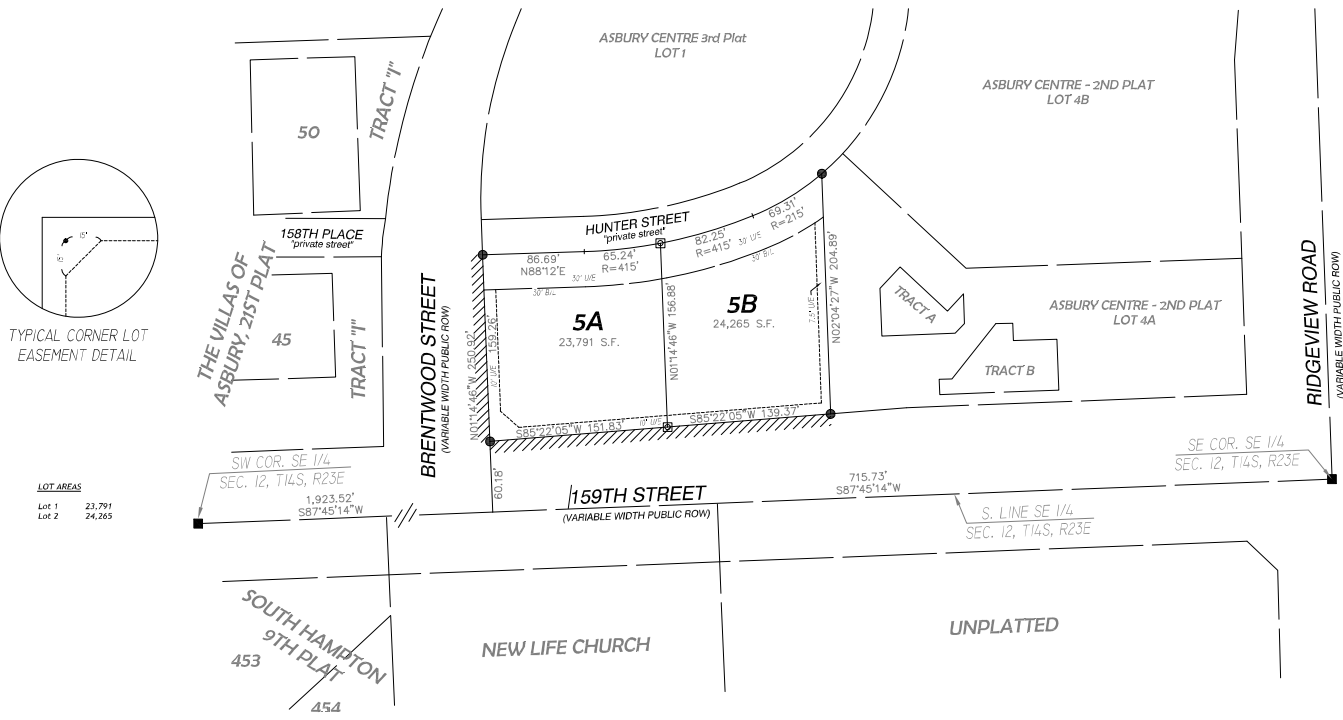 ASBURY CENTRE 3rd Plat
LOT 1
ASBURY CENTRE - 2ND PLAT
LOT 4B
TRACT "I"
50
15'
15'
TYPICAL CORNER LOT
EASEMENT DETAIL
158TH PLACE
"private street"
THE VILLAS OF
ASBURY, 21ST PLAT
45
TRACT "I"
BRENTWOOD STREET
(VARIABLE WIDTH PUBLIC ROW)
HUNTER STREET
"private street"
86.69'
N88°12'E
65.24'
R=415'
82.25'
R=415'
69.31'
R=215'
30' U/E
30' B/L
30' U/E
30' B/L
N01°14'46"W 250.92'
159.26'
10' U/E
5A
23,791 S.F.
N01°14'46"W 156.88'
5B
24,265 S.F.
7.5' U/E
N02°04'27"W 204.89'
S85°22'05"W 151.83'
10' U/E
S85°22'05"W 139.37'
TRACT A
TRACT B
ASBURY CENTRE - 2ND PLAT
LOT 4A
RIDGEVIEW ROAD
(VARIABLE WIDTH PUBLIC ROW)
SW COR. SE 1/4
SEC. 12, T14S, R23E
SE COR. SE 1/4
SEC. 12, T14S, R23E
LOT AREAS
Lot 1 23,791
Lot 2 24,265
1,923.52'
S87°45'14"W
60.18'
159TH STREET
(VARIABLE WIDTH PUBLIC ROW)
715.73'
S87°45'14"W
S. LINE SE 1/4
SEC. 12, T14S, R23E
SOUTH HAMPTON
9TH PLAT
453
454
NEW LIFE CHURCH
UNPLATTED